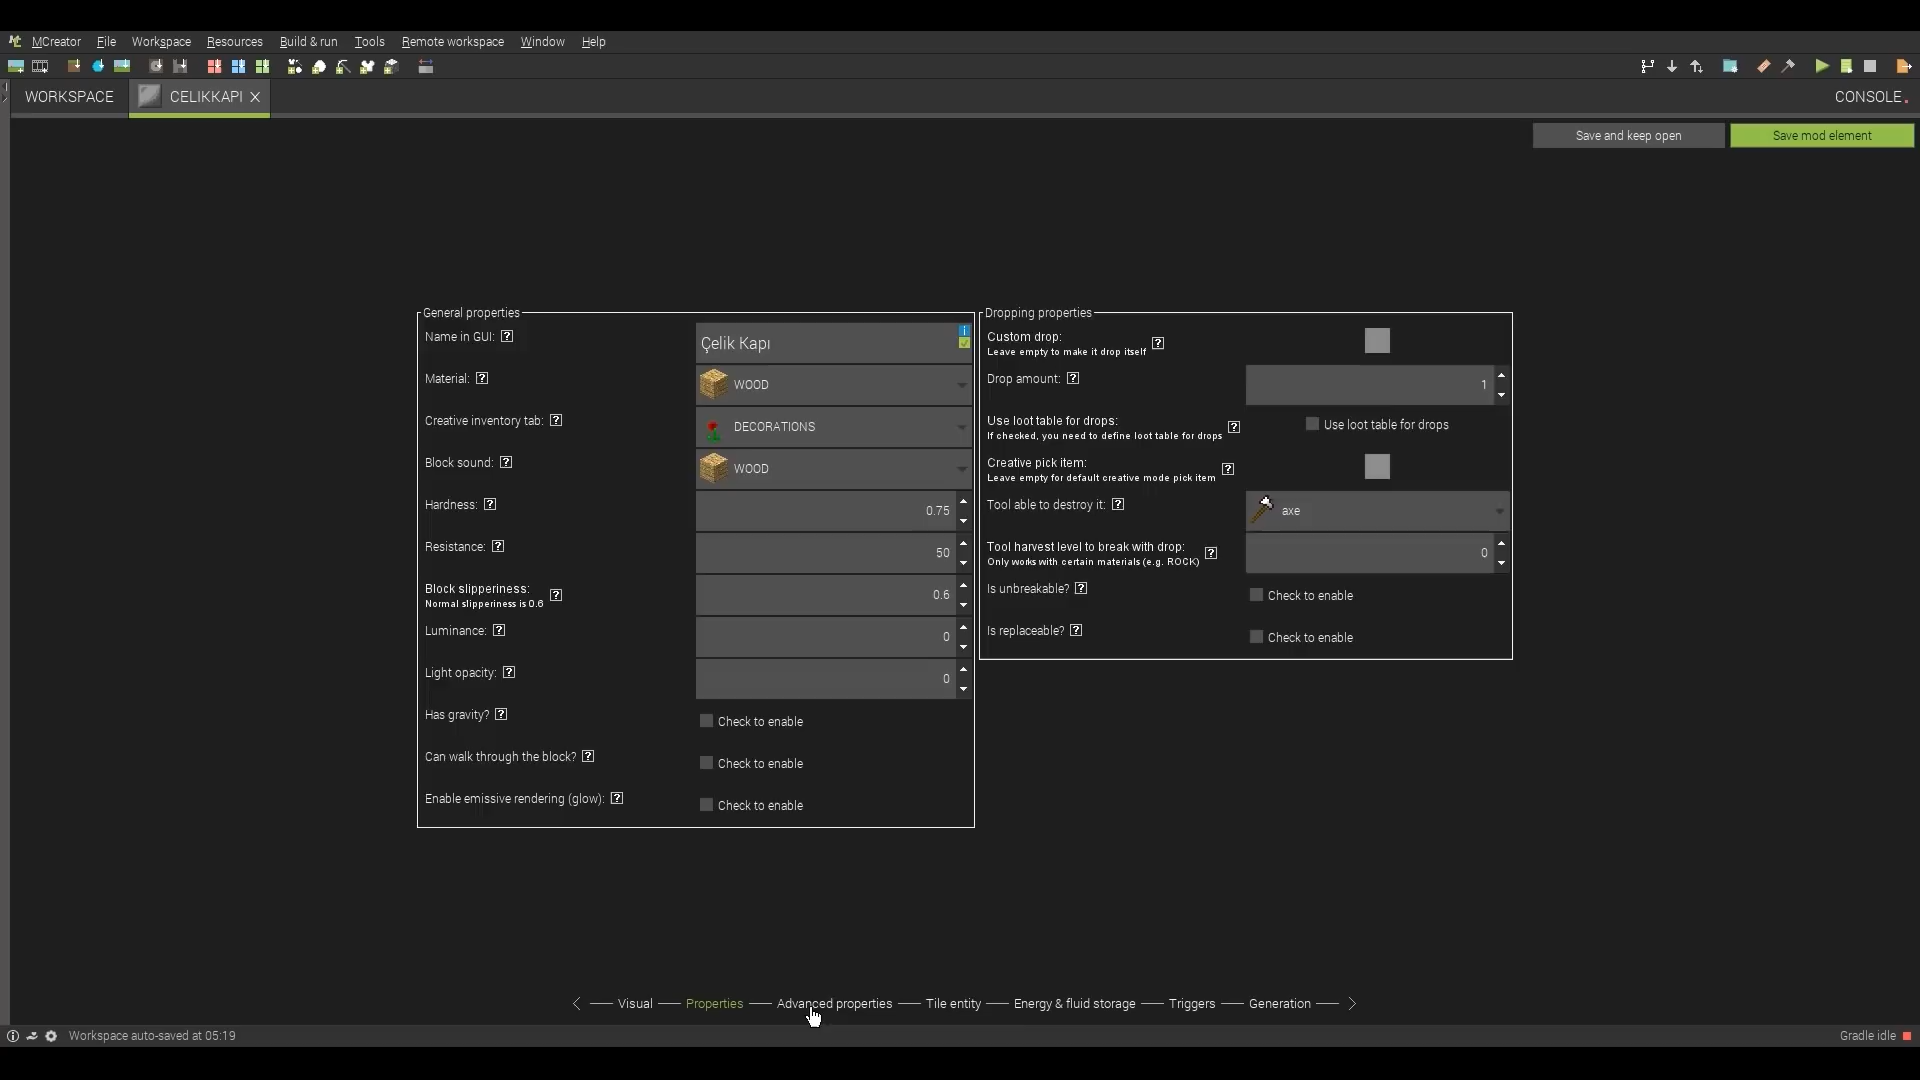 MCreator File Workspace Resources Build & run Tools Remote workspace Window Help
WORKSPACE CELIKKAPI CONSOLE
Save and keep open Save mod element
General properties
Name in GUI: Çelik Kapı
Material: WOOD
Creative inventory tab: DECORATIONS
Block sound: WOOD
Hardness: 0.75
Resistance: 50
Block slipperiness: 0.6
Normal slipperiness is 0.6
Luminance: 0
Light opacity: 0
Has gravity? Check to enable
Can walk through the block? Check to enable
Enable emissive rendering (glow): Check to enable
Dropping properties
Custom drop:
Leave empty to make it drop itself
Drop amount: 1
Use loot table for drops: Use loot table for drops
If checked, you need to define loot table for drops
Creative pick item:
Leave empty for default creative mode pick item
Tool able to destroy it: axe
Tool harvest level to break with drop: 0
Only works with certain materials (e.g. ROCK)
Is unbreakable? Check to enable
Is replaceable? Check to enable
Visual Properties Advanced properties Tile entity Energy & fluid storage Triggers Generation
Workspace auto-saved at 05:19 Gradle idle